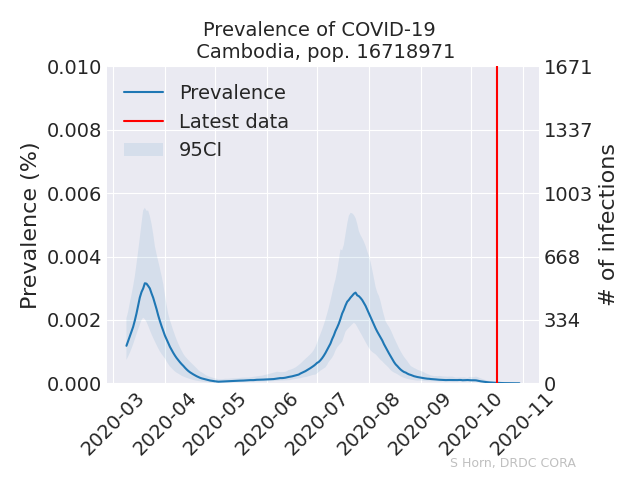 Prevalence of COVID-19
Cambodia, pop. 16718971
Prevalence
Latest data
95CI
Prevalence (%)
0.010
0.008
0.006
0.004
0.002
0.000
1671
1337
1003
668
334
0
# of infections
2020-03
2020-04
2020-05
2020-06
2020-07
2020-08
2020-09
2020-10
2020-11
S Horn, DRDC CORA